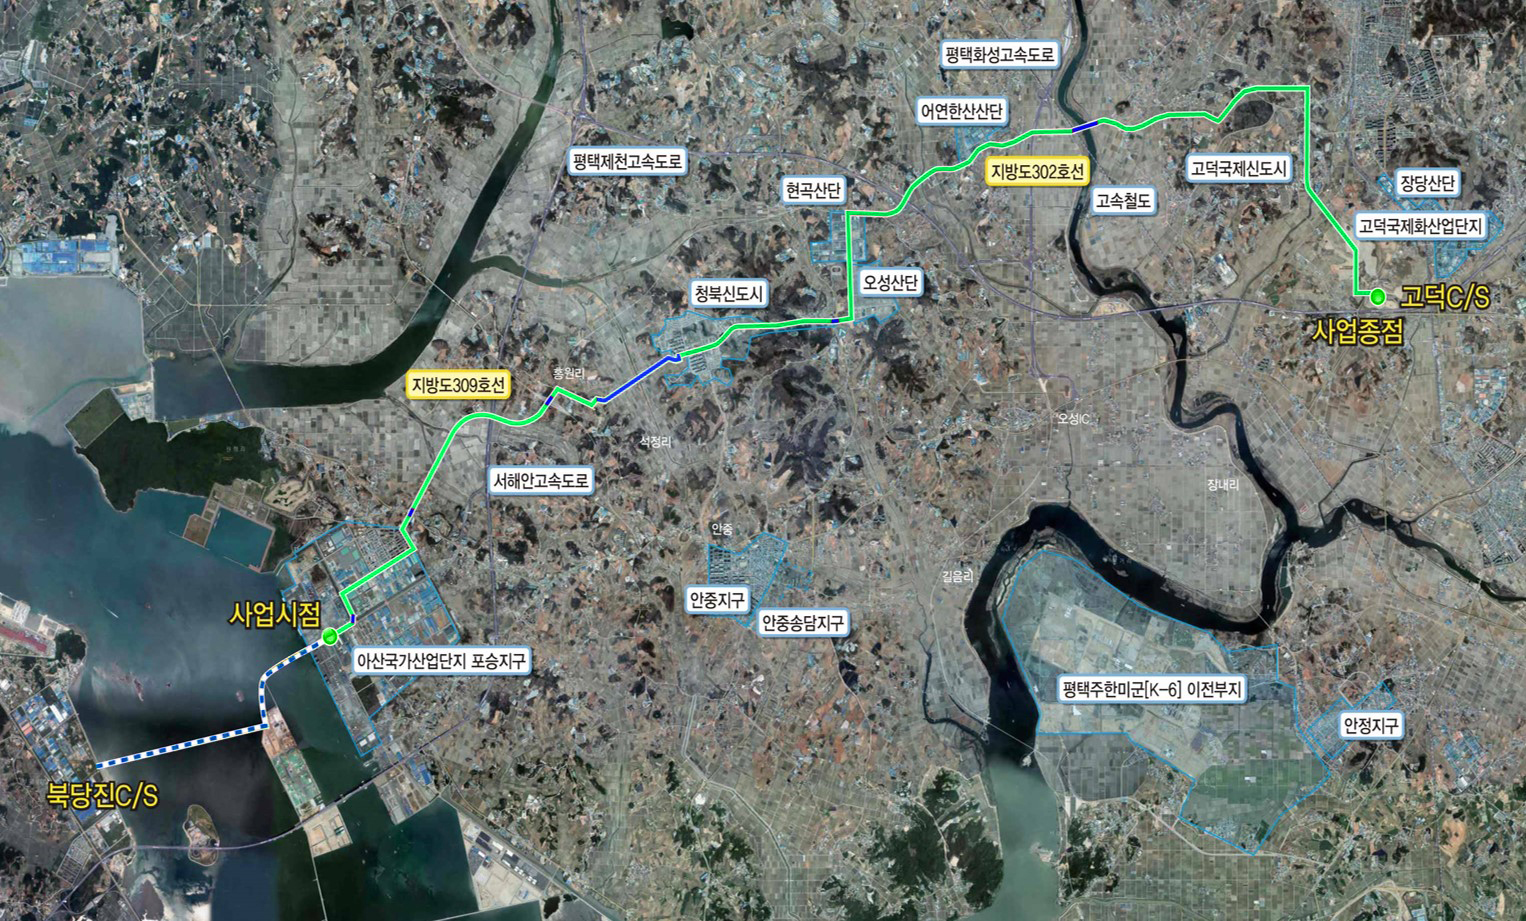 평택화성고속도로
어연한산산단
평택제천고속도로
지방도302호선
고덕국제신도시
장당산단
현곡산단
고속철도
고덕국제화산업단지
오성산단
청북신도시
고덕C/S
사업종점
지방도309호선
홍원리
오성IC
석정리
서해안고속도로
장내리
안중
길음리
안중지구
사업시점
안중송담지구
아산국가산업단지 포승지구
평택주한미군[K-6] 이전부지
안정지구
북당진C/S